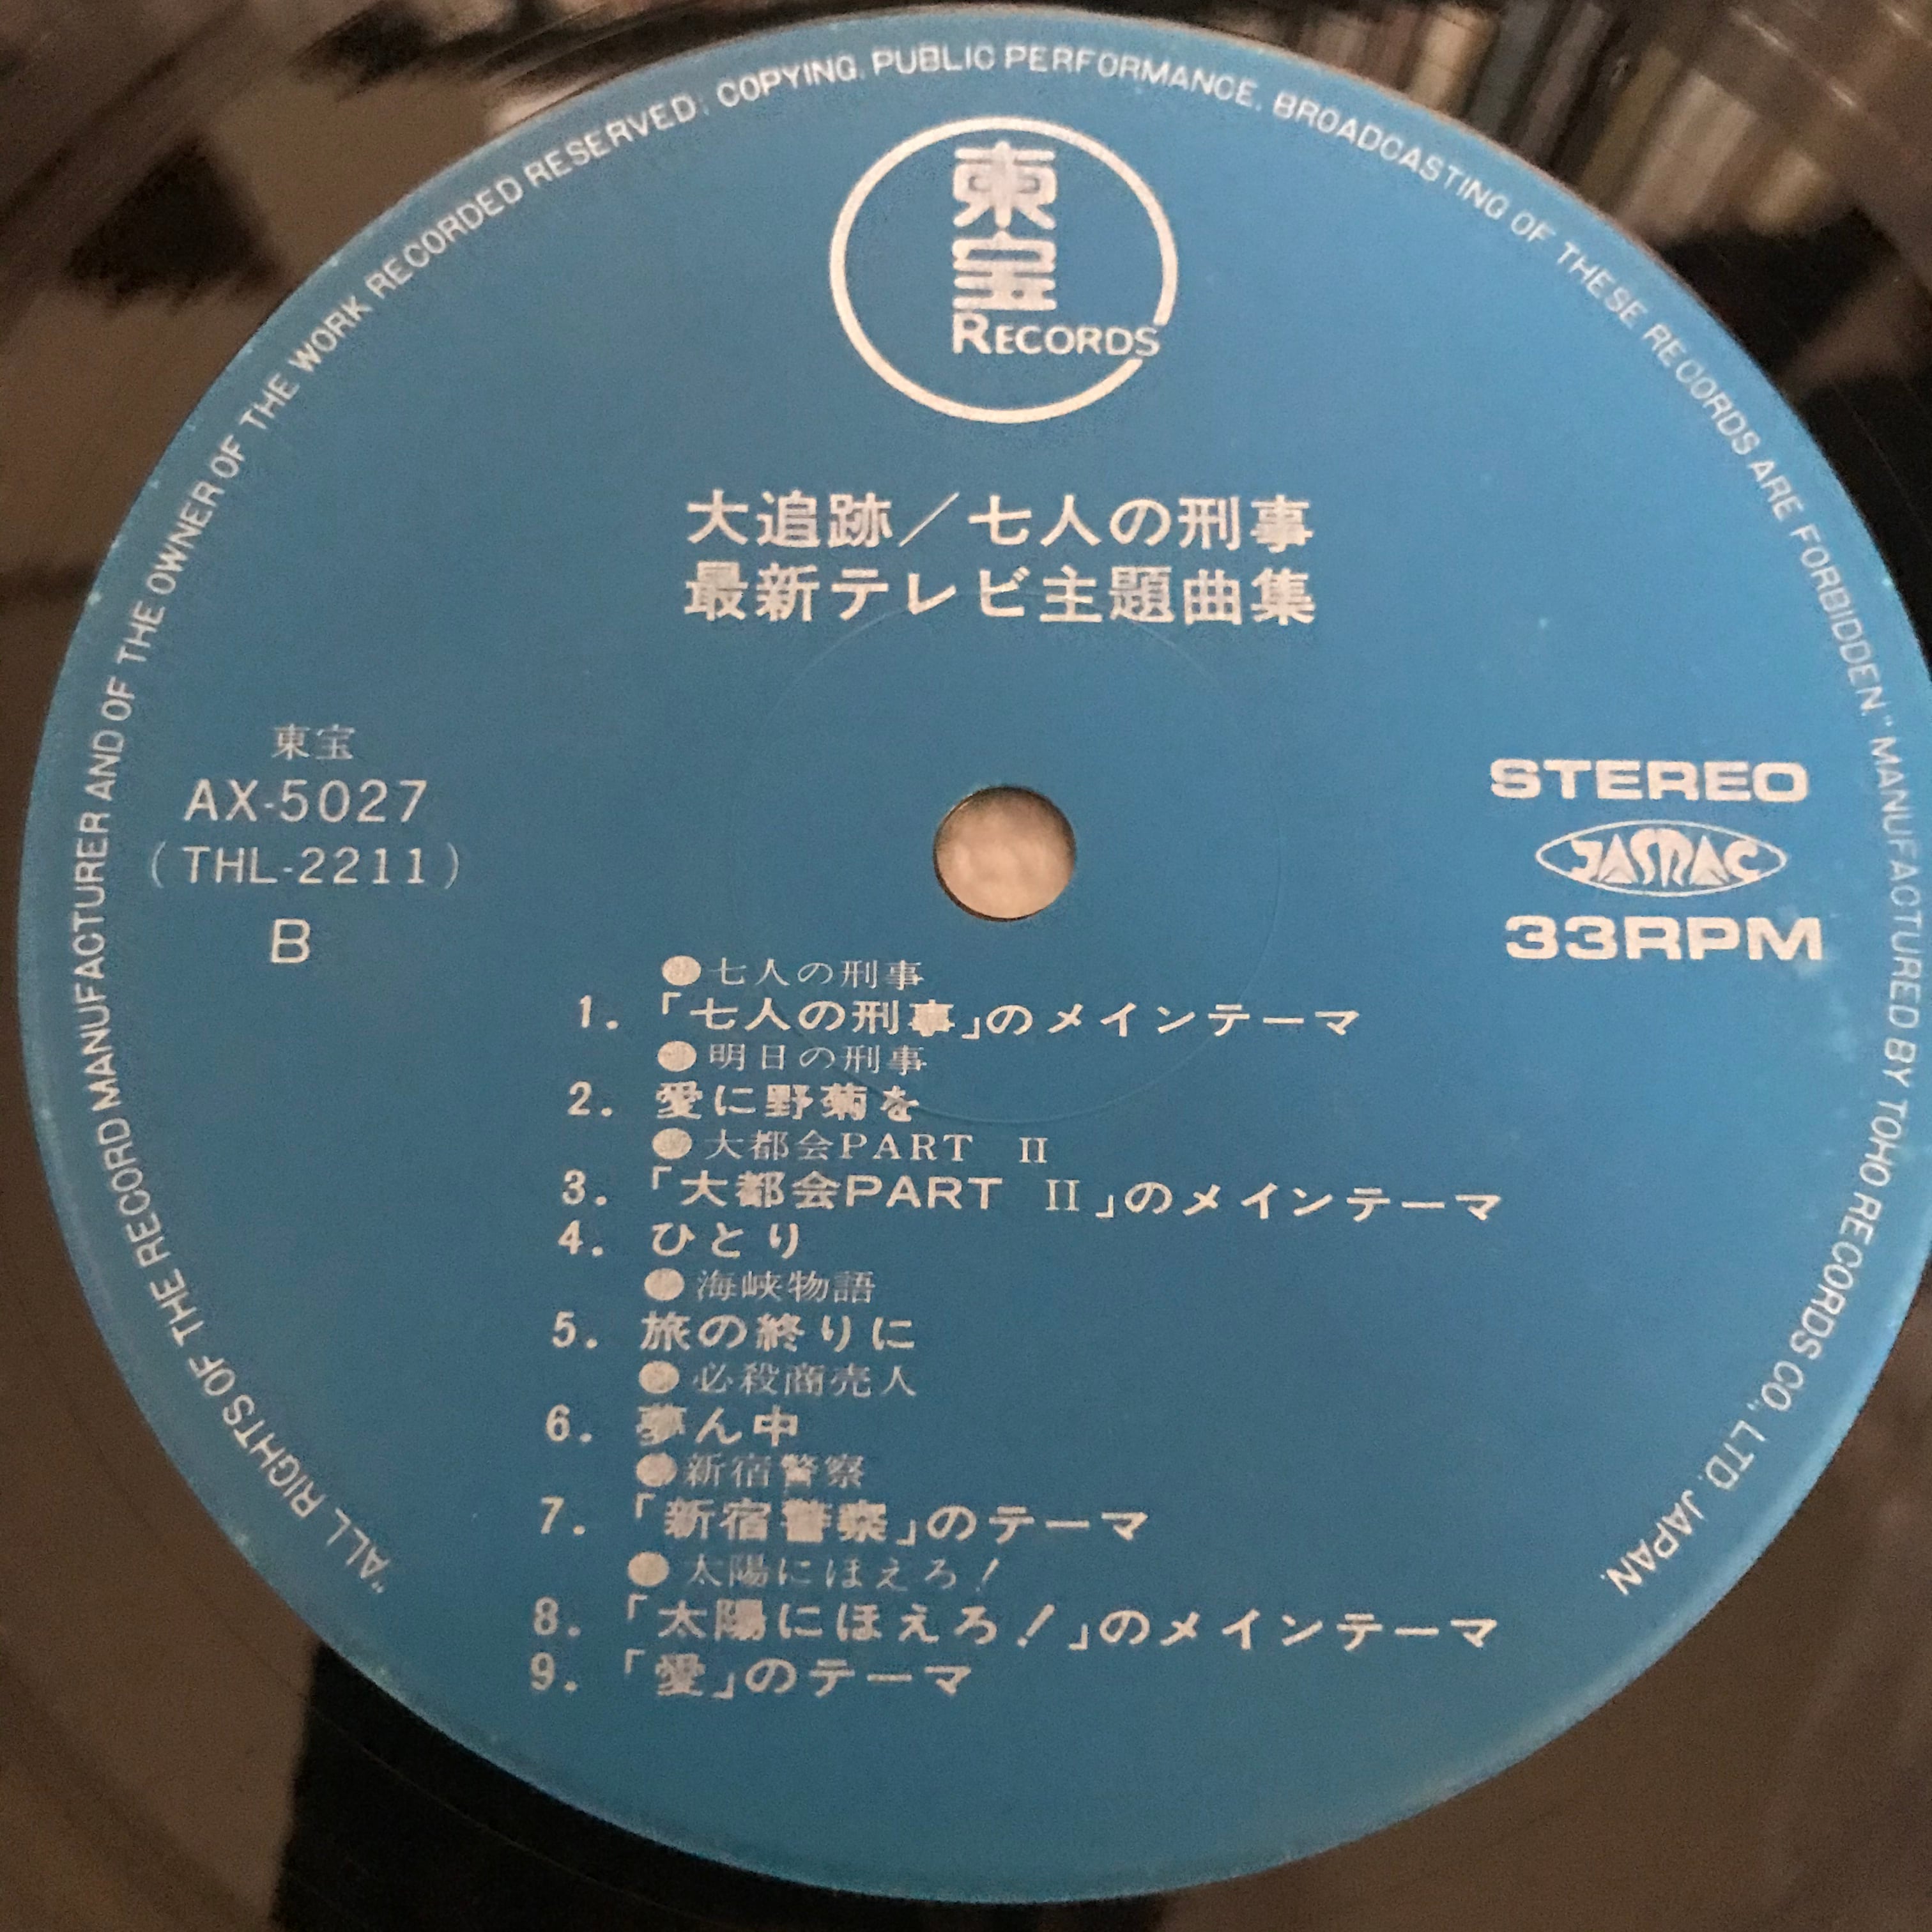 "ALL RIGHTS OF THE RECORD MANUFACTURER AND OF THE OWNER OF THE WORK RECORDED RESERVED; COPYING, PUBLIC PERFORMANCE, BROADCASTING OF THESE RECORDS ARE FORBIDDEN." MANUFACTURED BY TOHO RECORDS CO., LTD. JAPAN.
東宝
RECORDS
大追跡／七人の刑事
最新テレビ主題曲集
東宝
AX-5027
(THL-2211)
B
STEREO
JASRAC
33RPM
●七人の刑事
1. 「七人の刑事」のメインテーマ
●明日の刑事
2. 愛に野菊を
●大都会PART II
3. 「大都会PART II」のメインテーマ
4. ひとり
●海峡物語
5. 旅の終りに
●必殺商売人
6. 夢ん中
●新宿警察
7. 「新宿警察」のテーマ
●太陽にほえろ！
8. 「太陽にほえろ！」のメインテーマ
9. 「愛」のテーマ